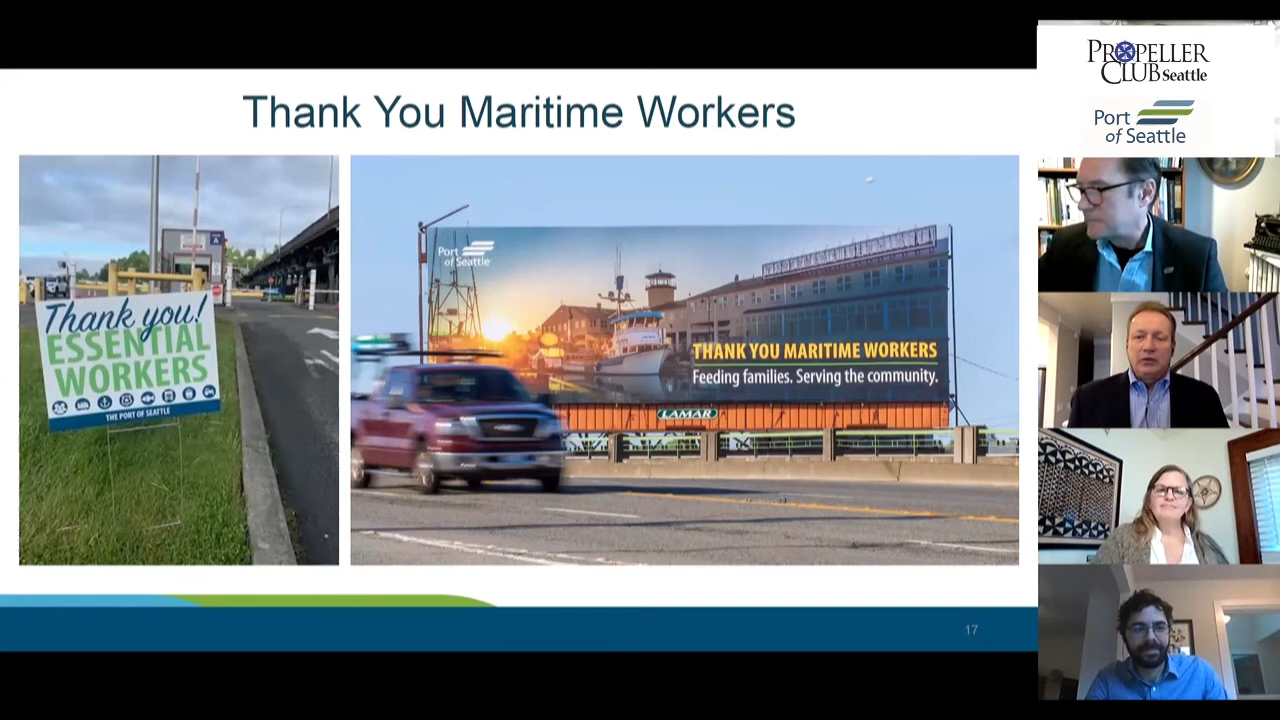 Thank You Maritime Workers
Thank you!
ESSENTIAL
WORKERS
THE PORT OF SEATTLE
Port
of Seattle
THANK YOU MARITIME WORKERS
Feeding families. Serving the community.
LAMAR
17
PROPELLER
CLUB Seattle
Port
of Seattle